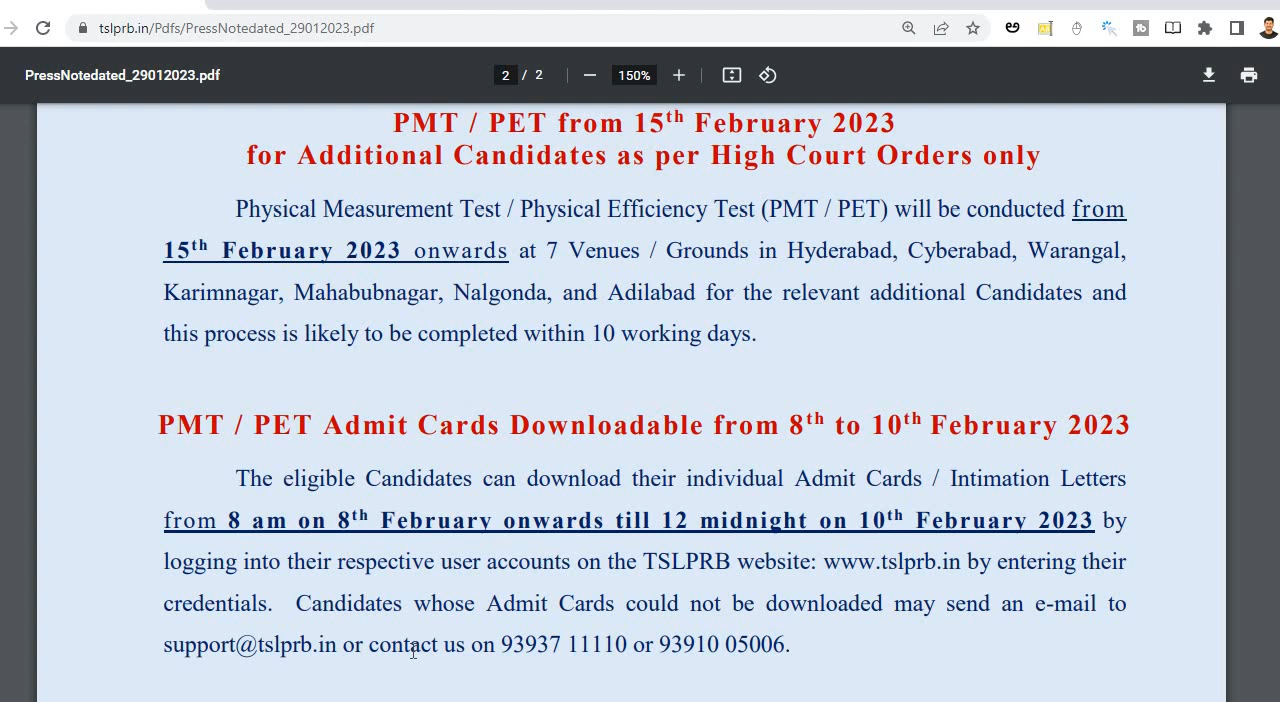 tslprb.in/Pdfs/PressNotedated_29012023.pdf
PressNotedated_29012023.pdf
2 / 2
150%
PMT / PET from 15th February 2023
for Additional Candidates as per High Court Orders only
Physical Measurement Test / Physical Efficiency Test (PMT / PET) will be conducted from
15th February 2023 onwards at 7 Venues / Grounds in Hyderabad, Cyberabad, Warangal,
Karimnagar, Mahabubnagar, Nalgonda, and Adilabad for the relevant additional Candidates and
this process is likely to be completed within 10 working days.
PMT / PET Admit Cards Downloadable from 8th to 10th February 2023
The eligible Candidates can download their individual Admit Cards / Intimation Letters
from 8 am on 8th February onwards till 12 midnight on 10th February 2023 by
logging into their respective user accounts on the TSLPRB website: www.tslprb.in by entering their
credentials. Candidates whose Admit Cards could not be downloaded may send an e-mail to
support@tslprb.in or contact us on 93937 11110 or 93910 05006.